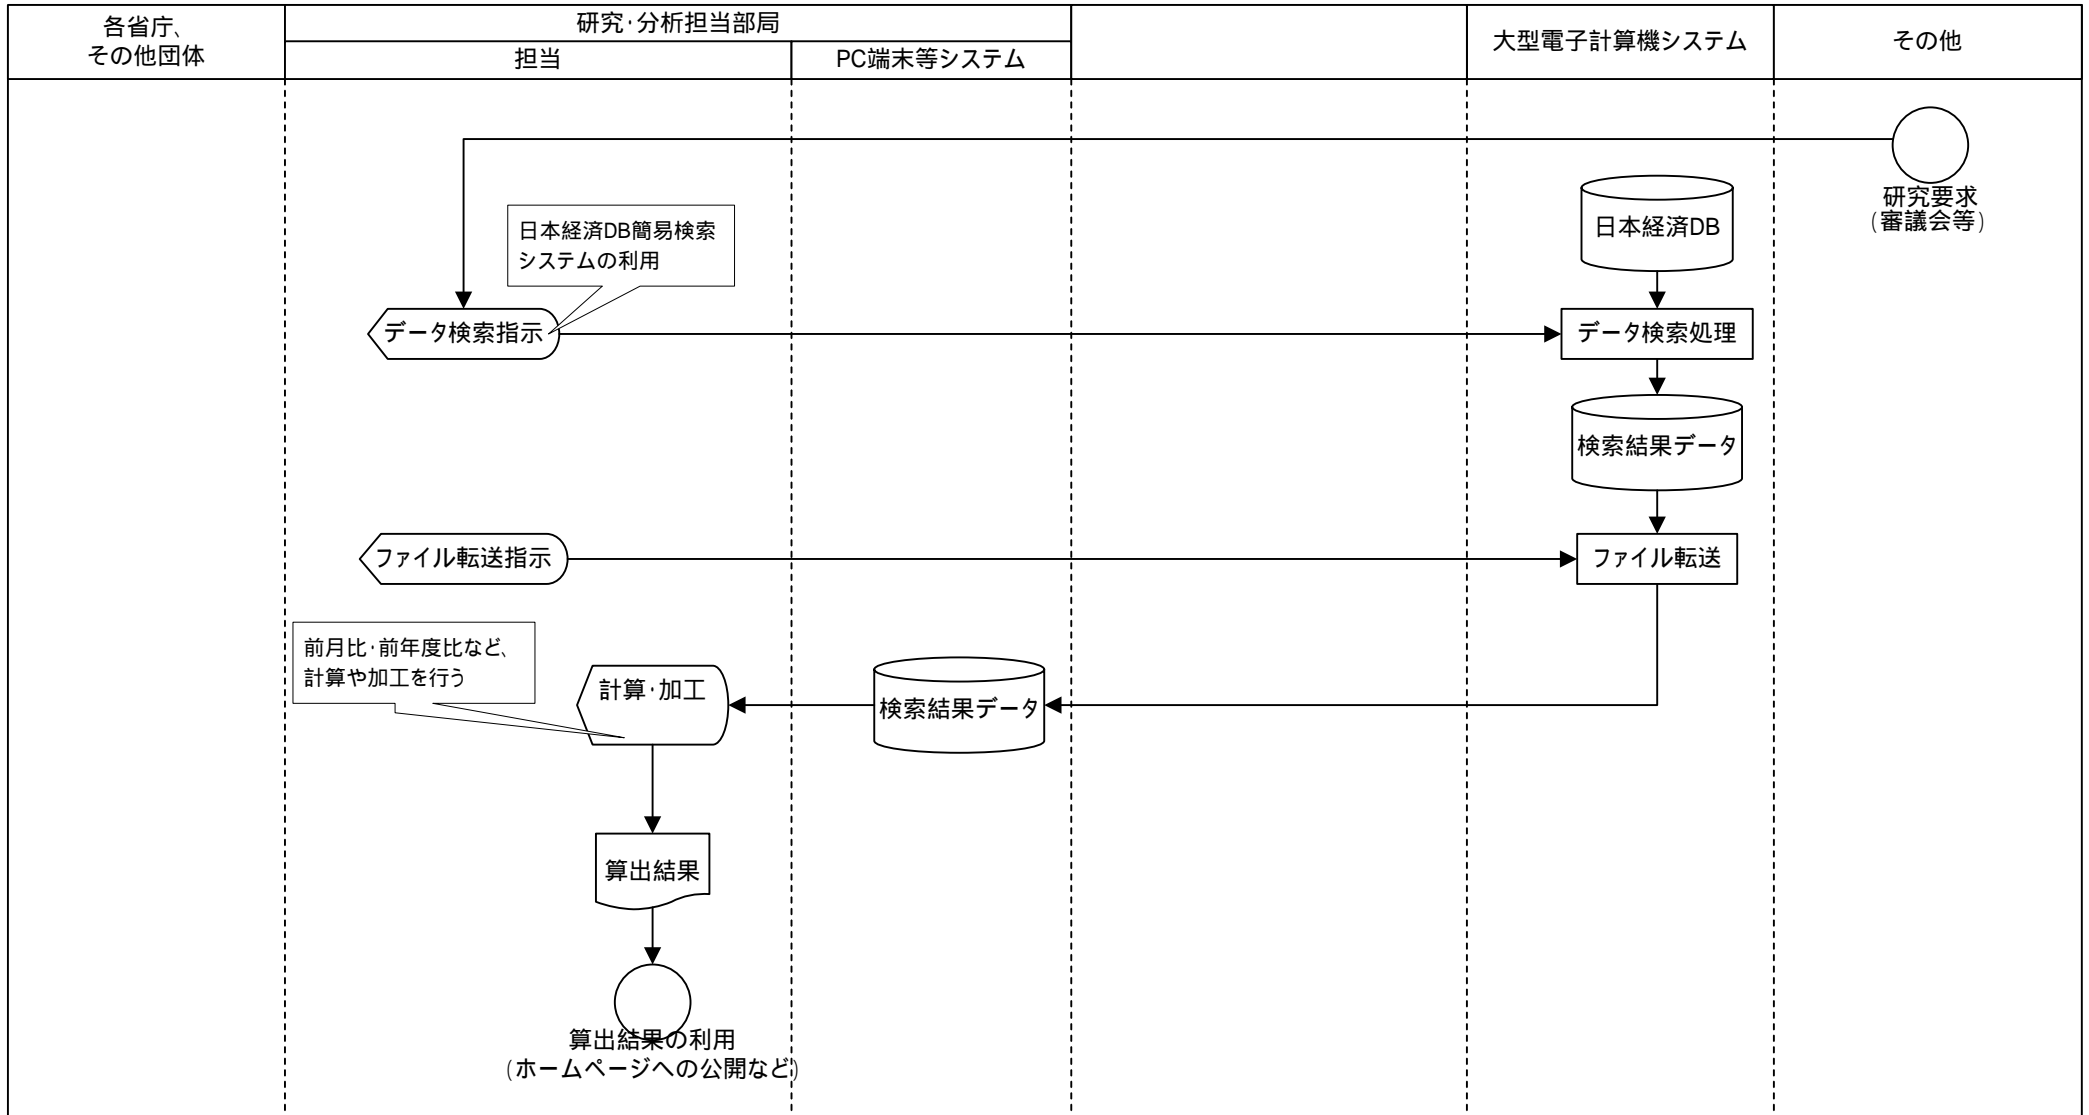 各省庁、
その他団体
研究・分析担当部局
担当
PC端末等システム
大型電子計算機システム
その他
研究要求
(審議会等)
日本経済DB
日本経済DB簡易検索
システムの利用
データ検索指示
データ検索処理
検索結果データ
ファイル転送指示
ファイル転送
前月比・前年度比など、
計算や加工を行う
計算・加工
検索結果データ
算出結果
算出結果の利用
(ホームページへの公開など)